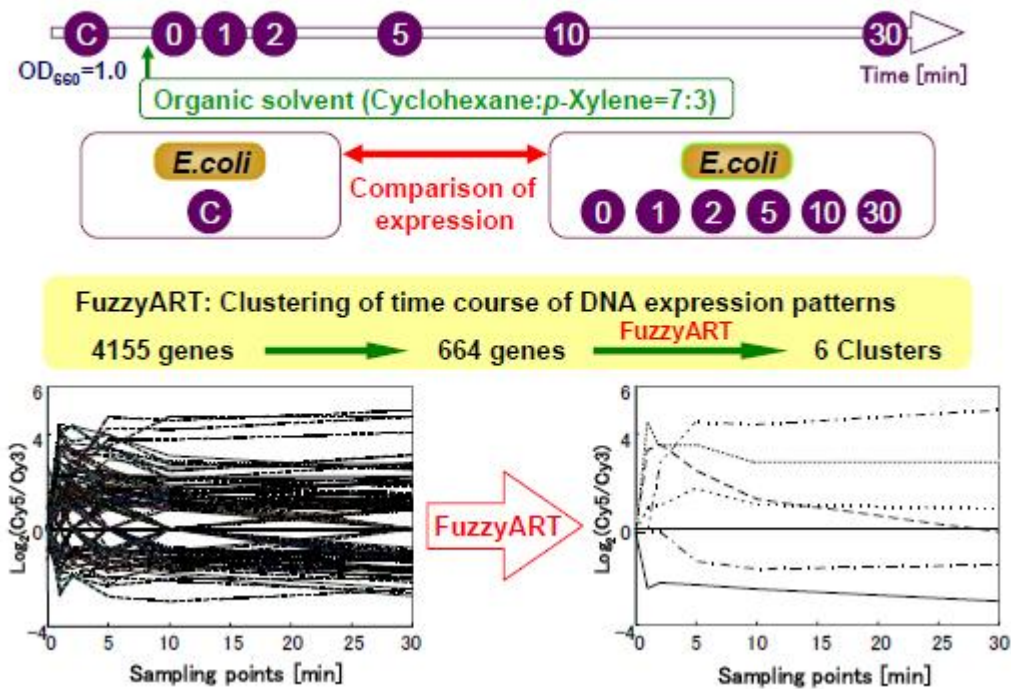 C 0 1 2 5 10 30
OD660=1.0
Time [min]
Organic solvent (Cyclohexane:p-Xylene=7:3)
E.coli
C
Comparison of
expression
E.coli
0 1 2 5 10 30
FuzzyART: Clustering of time course of DNA expression patterns
4155 genes
664 genes
FuzzyART
6 Clusters
6
4
0
−4
Log2(Cy5/Cy3)
0 5 10 15 20 25 30
Sampling points [min]
FuzzyART
6
4
0
−4
Log2(Cy5/Cy3)
0 5 10 15 20 25 30
Sampling points [min]